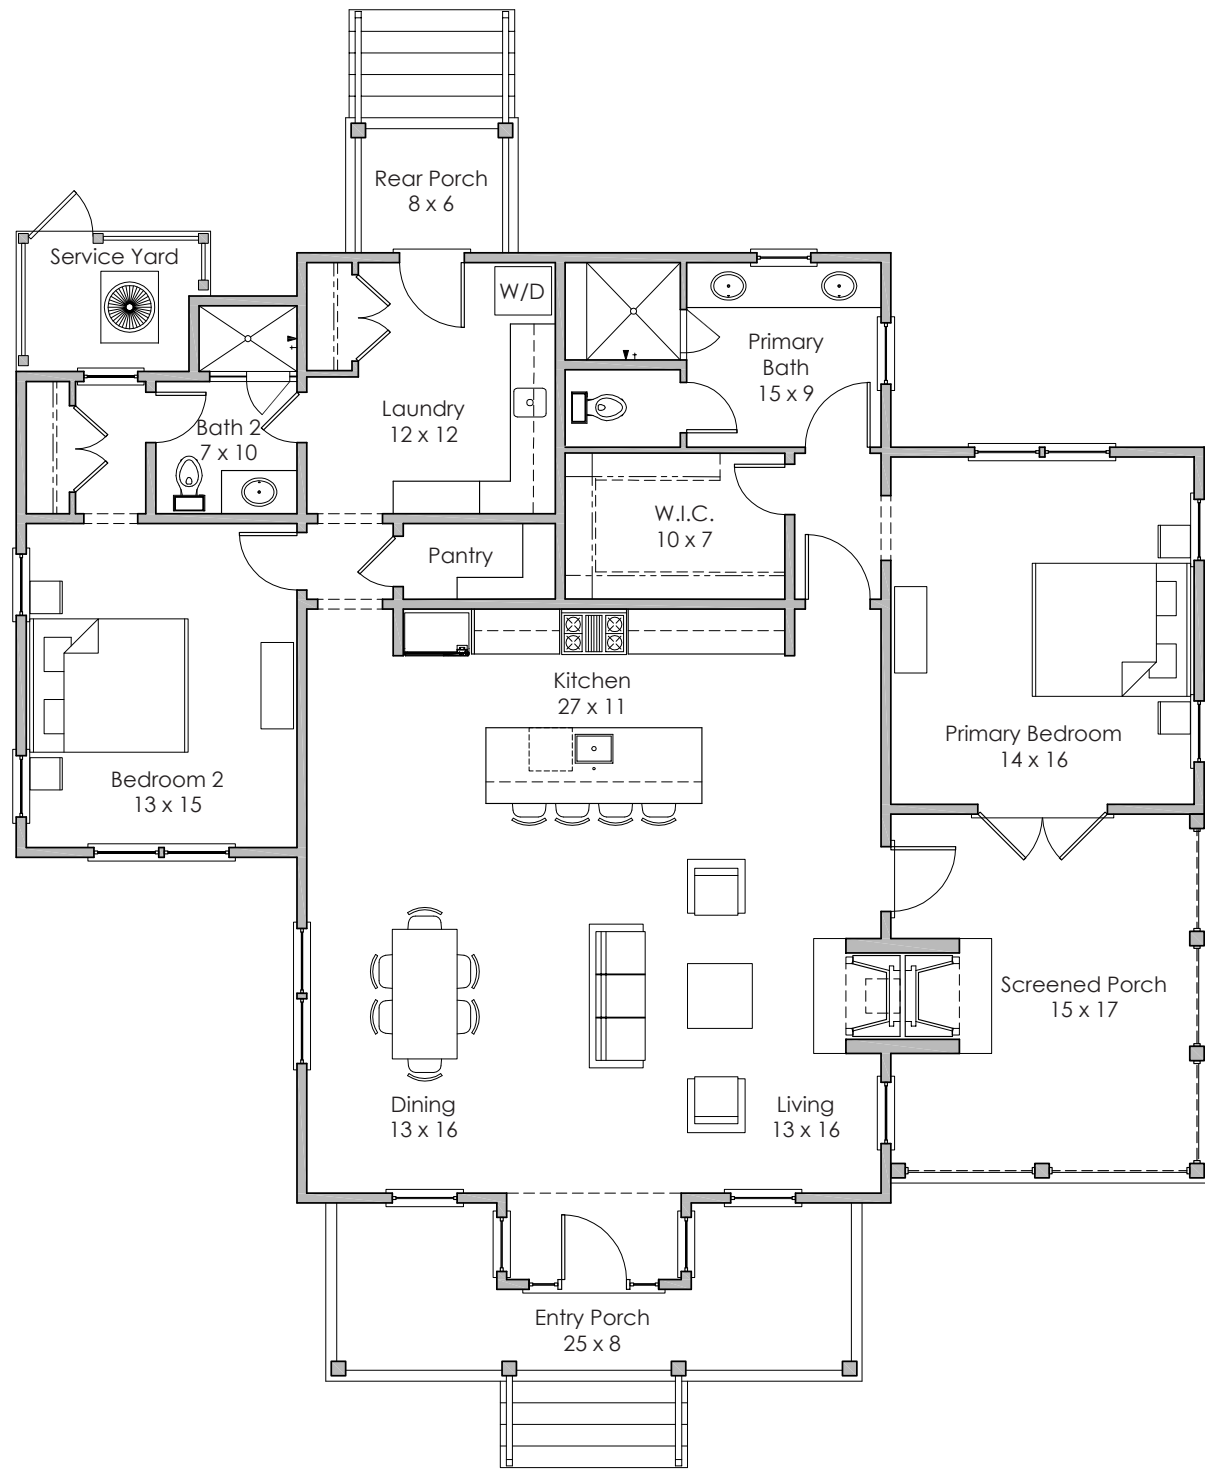 Rear Porch
8 x 6
Service Yard
W/D
Primary
Bath
15 x 9
Laundry
12 x 12
Bath 2
7 x 10
W.I.C.
10 x 7
Pantry
Kitchen
27 x 11
Primary Bedroom
14 x 16
Bedroom 2
13 x 15
Screened Porch
15 x 17
Dining
13 x 16
Living
13 x 16
Entry Porch
25 x 8